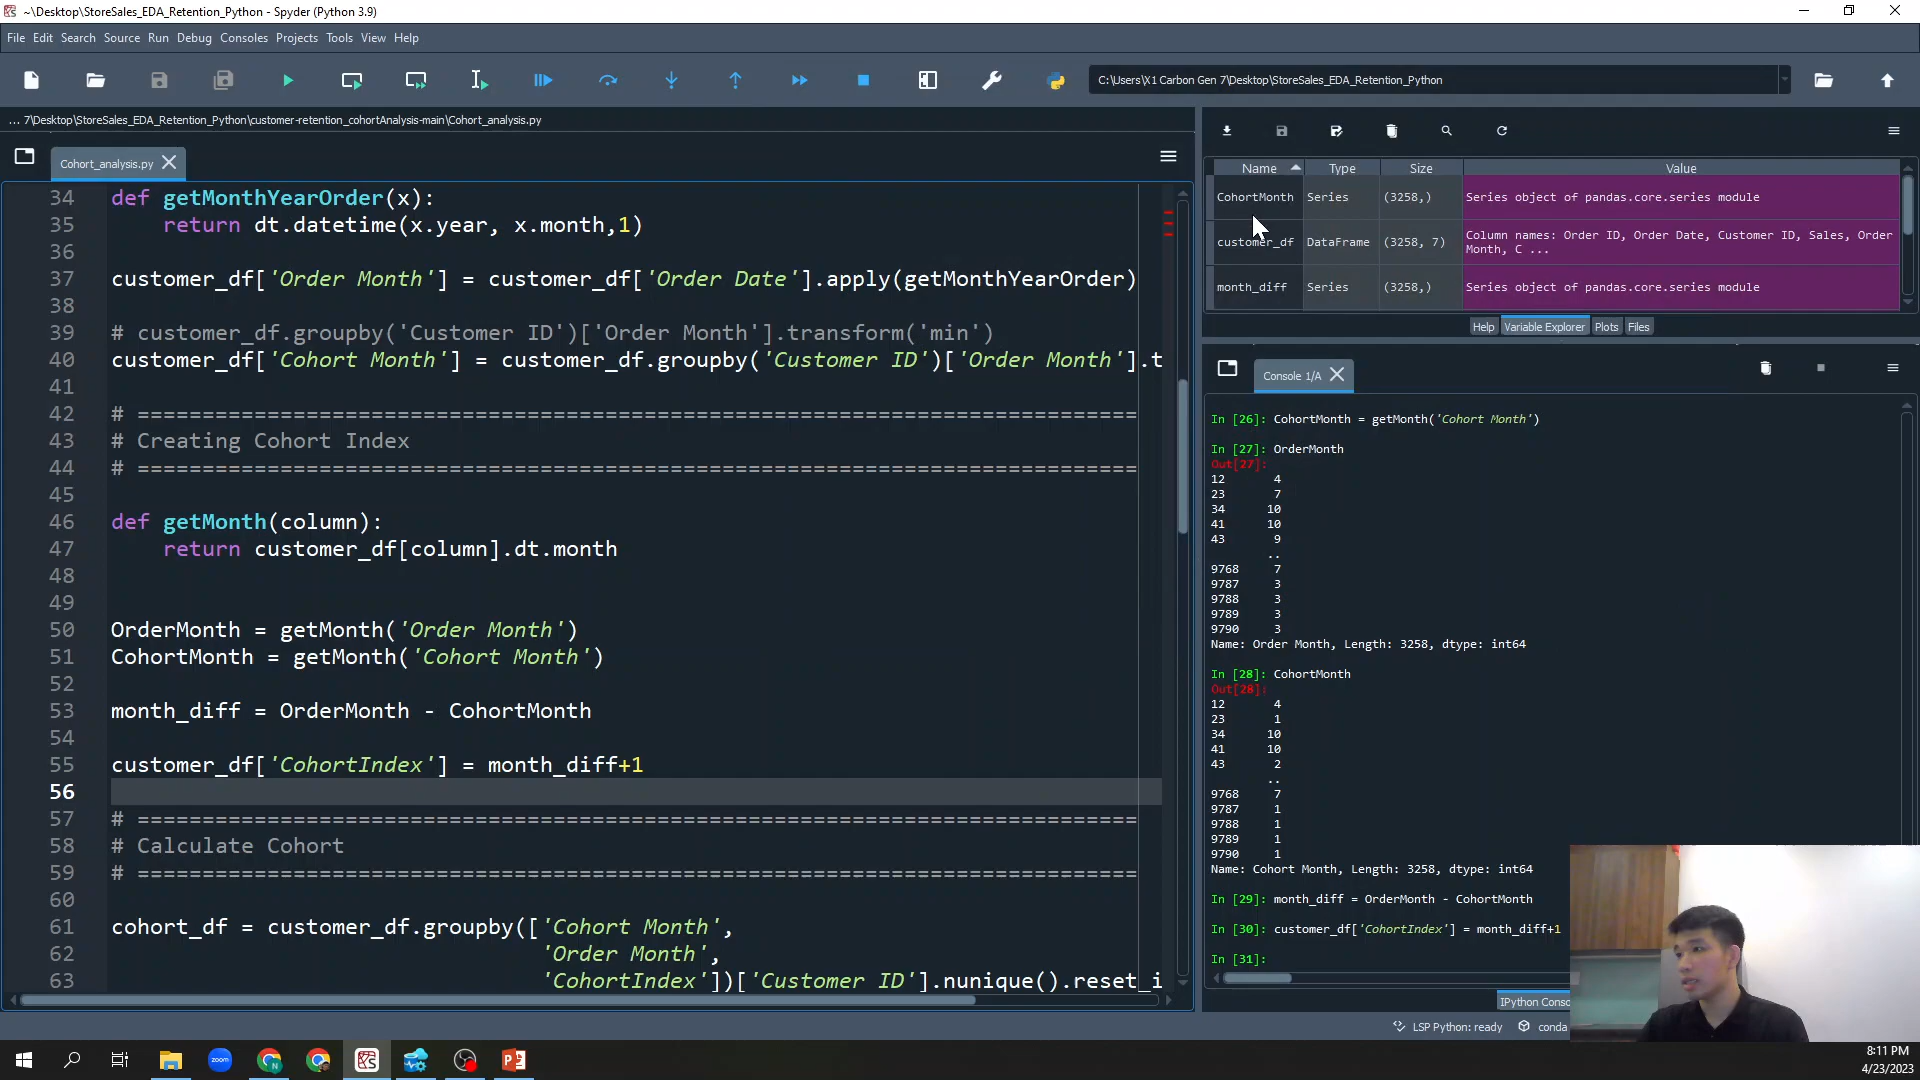 ~\Desktop\StoreSales_EDA_Retention_Python - Spyder (Python 3.9)
File Edit Search Source Run Debug Consoles Projects Tools View Help
C:\Users\X1 Carbon Gen 7\Desktop\StoreSales_EDA_Retention_Python
... 7\Desktop\StoreSales_EDA_Retention_Python\customer-retention_cohortAnalysis-main\Cohort_analysis.py
Cohort_analysis.py
34 def getMonthYearOrder(x):
35 return dt.datetime(x.year, x.month,1)
36
37 customer_df['Order Month'] = customer_df['Order Date'].apply(getMonthYearOrder)
38
39 # customer_df.groupby('Customer ID')['Order Month'].transform('min')
40 customer_df['Cohort Month'] = customer_df.groupby('Customer ID')['Order Month'].t
41
42 # =============================================================================
43 # Creating Cohort Index
44 # =============================================================================
45
46 def getMonth(column):
47 return customer_df[column].dt.month
48
49
50 OrderMonth = getMonth('Order Month')
51 CohortMonth = getMonth('Cohort Month')
52
53 month_diff = OrderMonth - CohortMonth
54
55 customer_df['CohortIndex'] = month_diff+1
56
57 # =============================================================================
58 # Calculate Cohort
59 # =============================================================================
60
61 cohort_df = customer_df.groupby(['Cohort Month',
62 'Order Month',
63 'CohortIndex'])['Customer ID'].nunique().reset_i
Name Type Size Value
CohortMonth Series (3258,) Series object of pandas.core.series module
customer_df DataFrame (3258, 7) Column names: Order ID, Order Date, Customer ID, Sales, Order
Month, C ...
month_diff Series (3258,) Series object of pandas.core.series module
Help Variable Explorer Plots Files
Console 1/A
In [26]: CohortMonth = getMonth('Cohort Month')
In [27]: OrderMonth
Out[27]:
12 4
23 7
34 10
41 10
43 9
..
9768 7
9787 3
9788 3
9789 3
9790 3
Name: Order Month, Length: 3258, dtype: int64
In [28]: CohortMonth
Out[28]:
12 4
23 1
34 10
41 10
43 2
..
9768 7
9787 1
9788 1
9789 1
9790 1
Name: Cohort Month, Length: 3258, dtype: int64
In [29]: month_diff = OrderMonth - CohortMonth
In [30]: customer_df['CohortIndex'] = month_diff+1
In [31]:
IPython Conso
LSP Python: ready conda
zoom
8:11 PM
4/23/2023